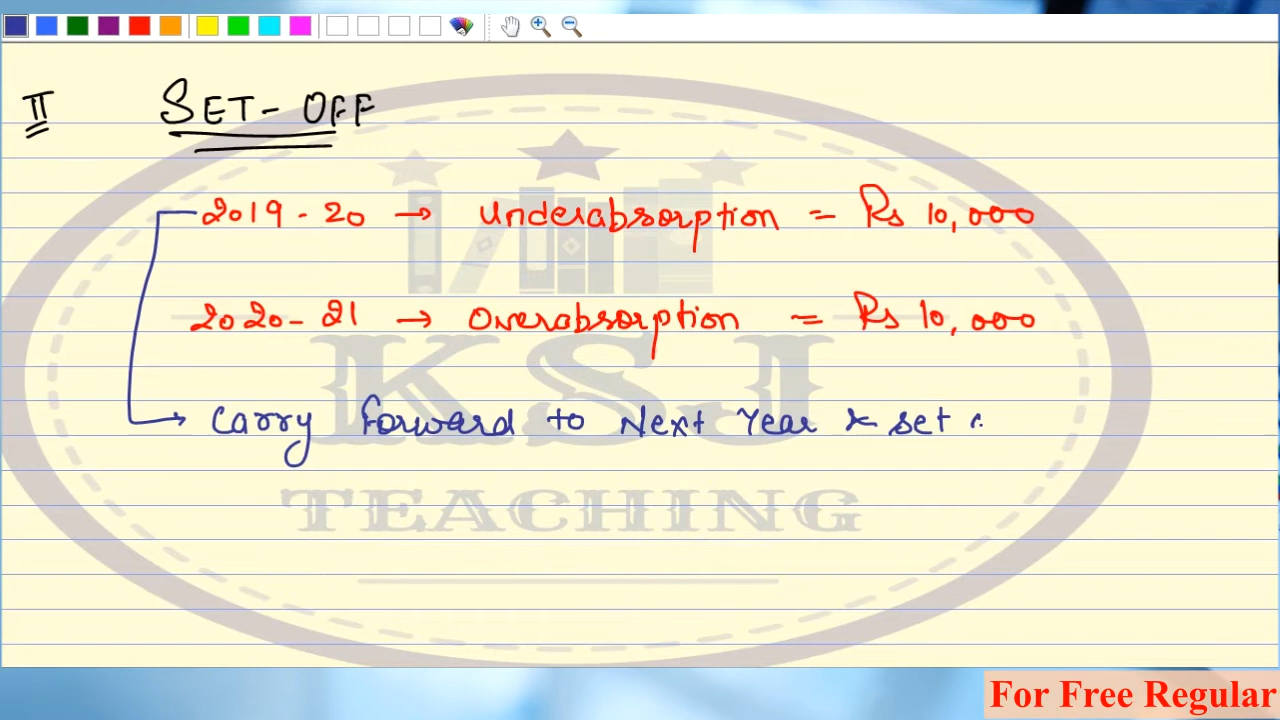 II SET-OFF
2019-20 → Underabsorption = Rs 10,000
2020-21 → Overabsorption = Rs 10,000
→ Carry forward to Next Year & set
KSJ
TEACHING
For Free Regular